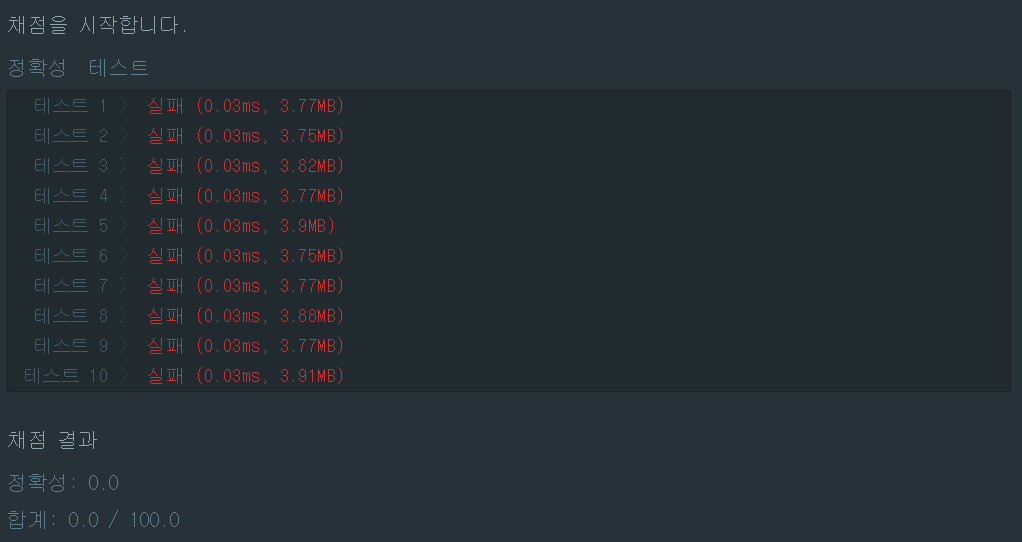 채점을 시작합니다.
정확성 테스트
테스트 1 〉 실패 (0.03ms, 3.77MB)
테스트 2 〉 실패 (0.03ms, 3.75MB)
테스트 3 〉 실패 (0.03ms, 3.82MB)
테스트 4 〉 실패 (0.03ms, 3.77MB)
테스트 5 〉 실패 (0.03ms, 3.9MB)
테스트 6 〉 실패 (0.03ms, 3.75MB)
테스트 7 〉 실패 (0.03ms, 3.77MB)
테스트 8 〉 실패 (0.03ms, 3.88MB)
테스트 9 〉 실패 (0.03ms, 3.77MB)
테스트 10 〉 실패 (0.03ms, 3.91MB)
채점 결과
정확성: 0.0
합계: 0.0 / 100.0